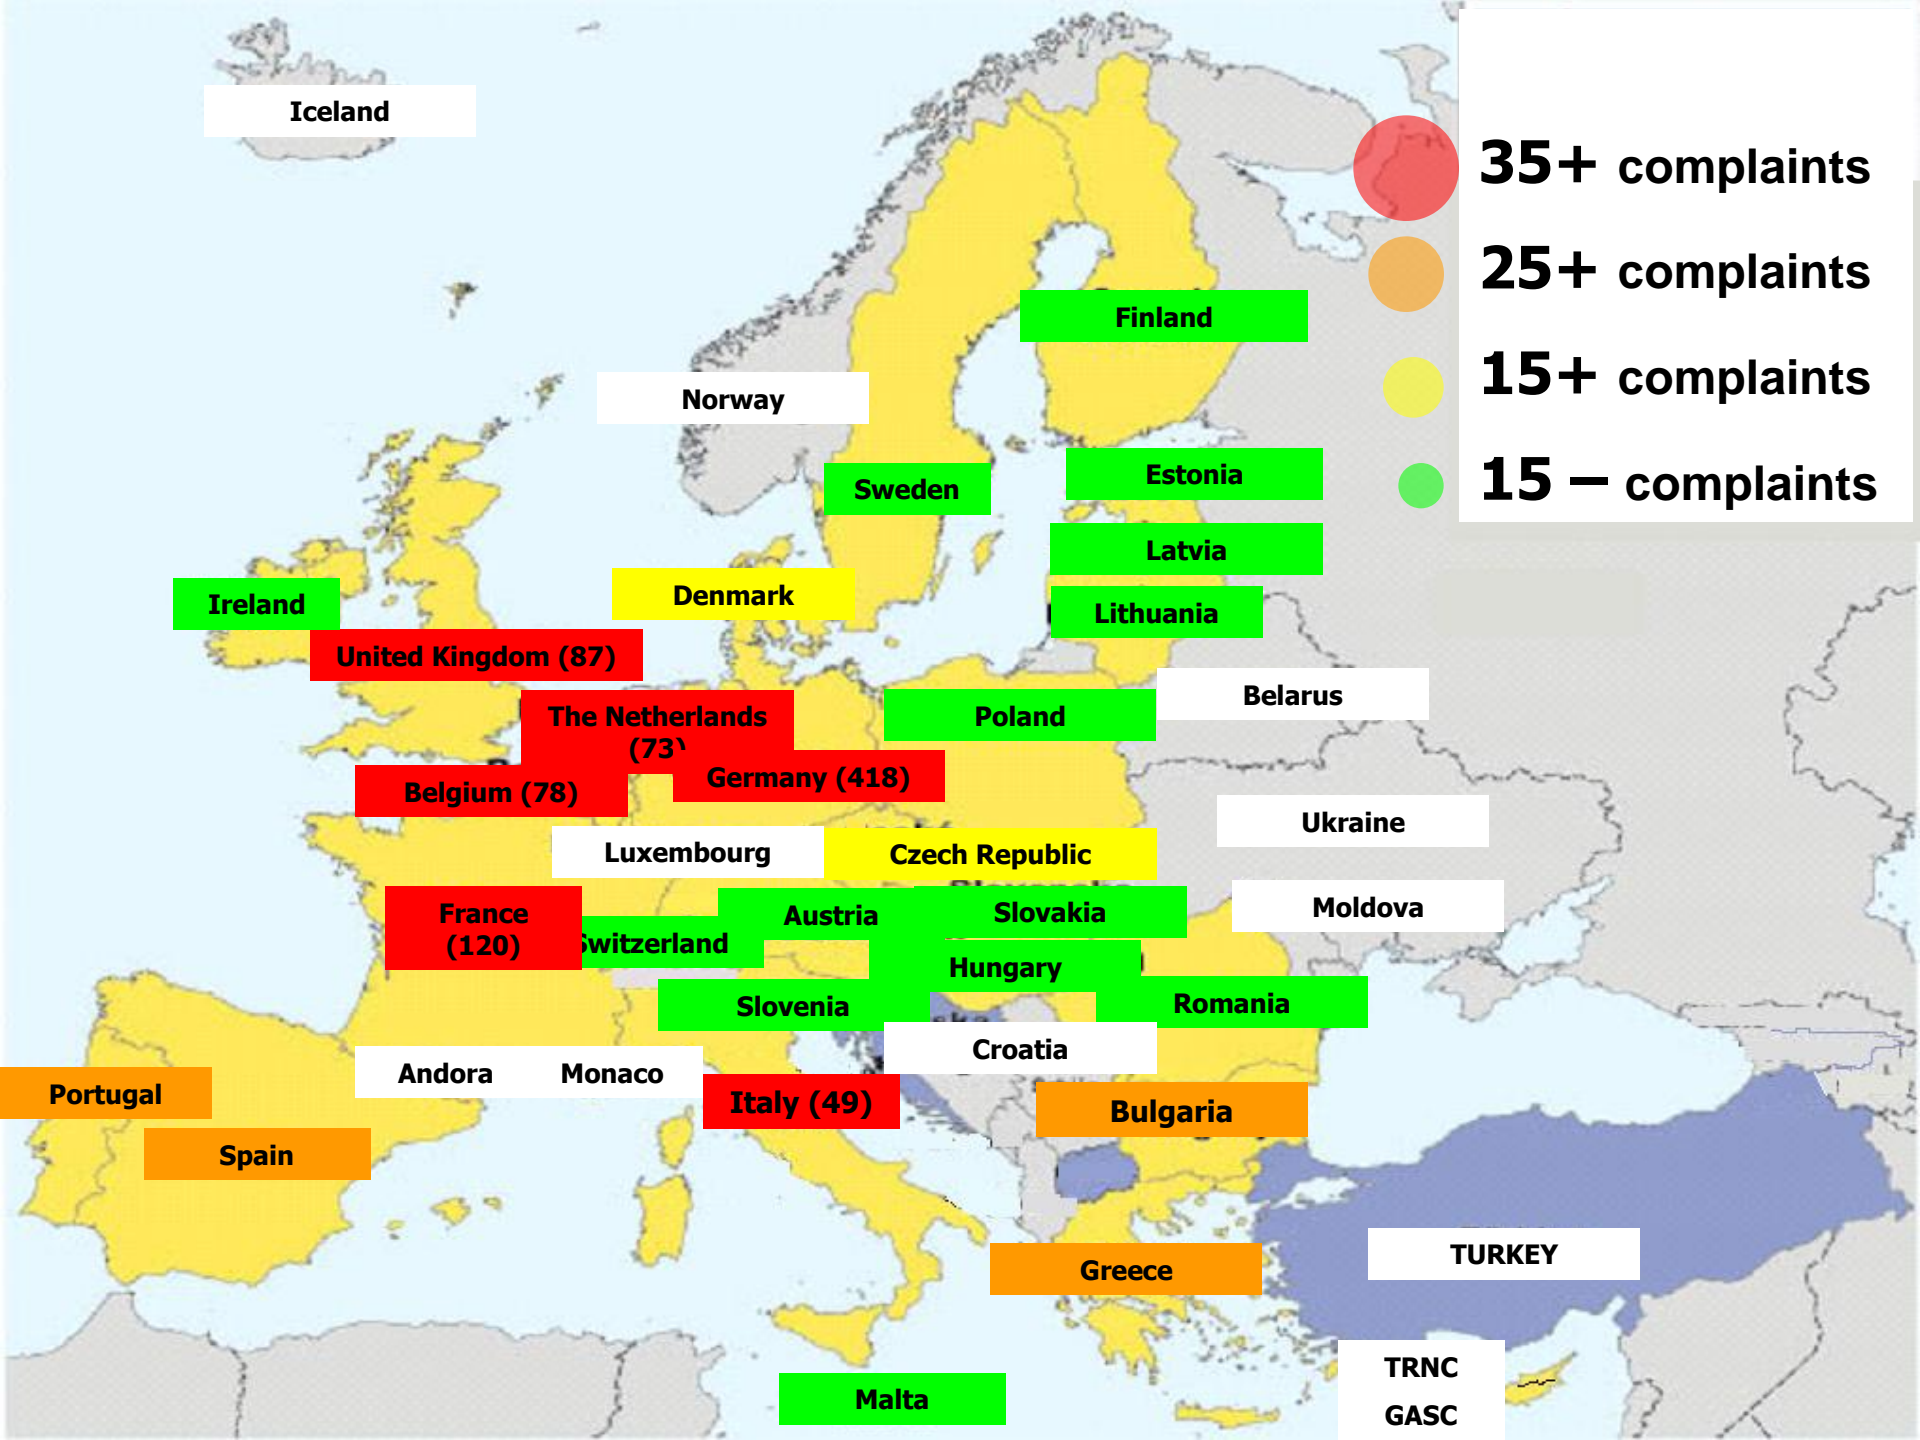 Iceland
35+ complaints
25+ complaints
Finland
15+ complaints
Norway
Estonia
Sweden
15 – complaints
Latvia
Denmark
Ireland
Lithuania
United Kingdom (87)
Belarus
The Netherlands
(73)
Poland
Germany (418)
Belgium (78)
Ukraine
Luxembourg
Czech Republic
France
(120)
Switzerland
Austria
Slovakia
Moldova
Hungary
Slovenia
Romania
Croatia
Andora
Monaco
Portugal
Italy (49)
Bulgaria
Spain
TURKEY
Greece
TRNC
GASC
Malta